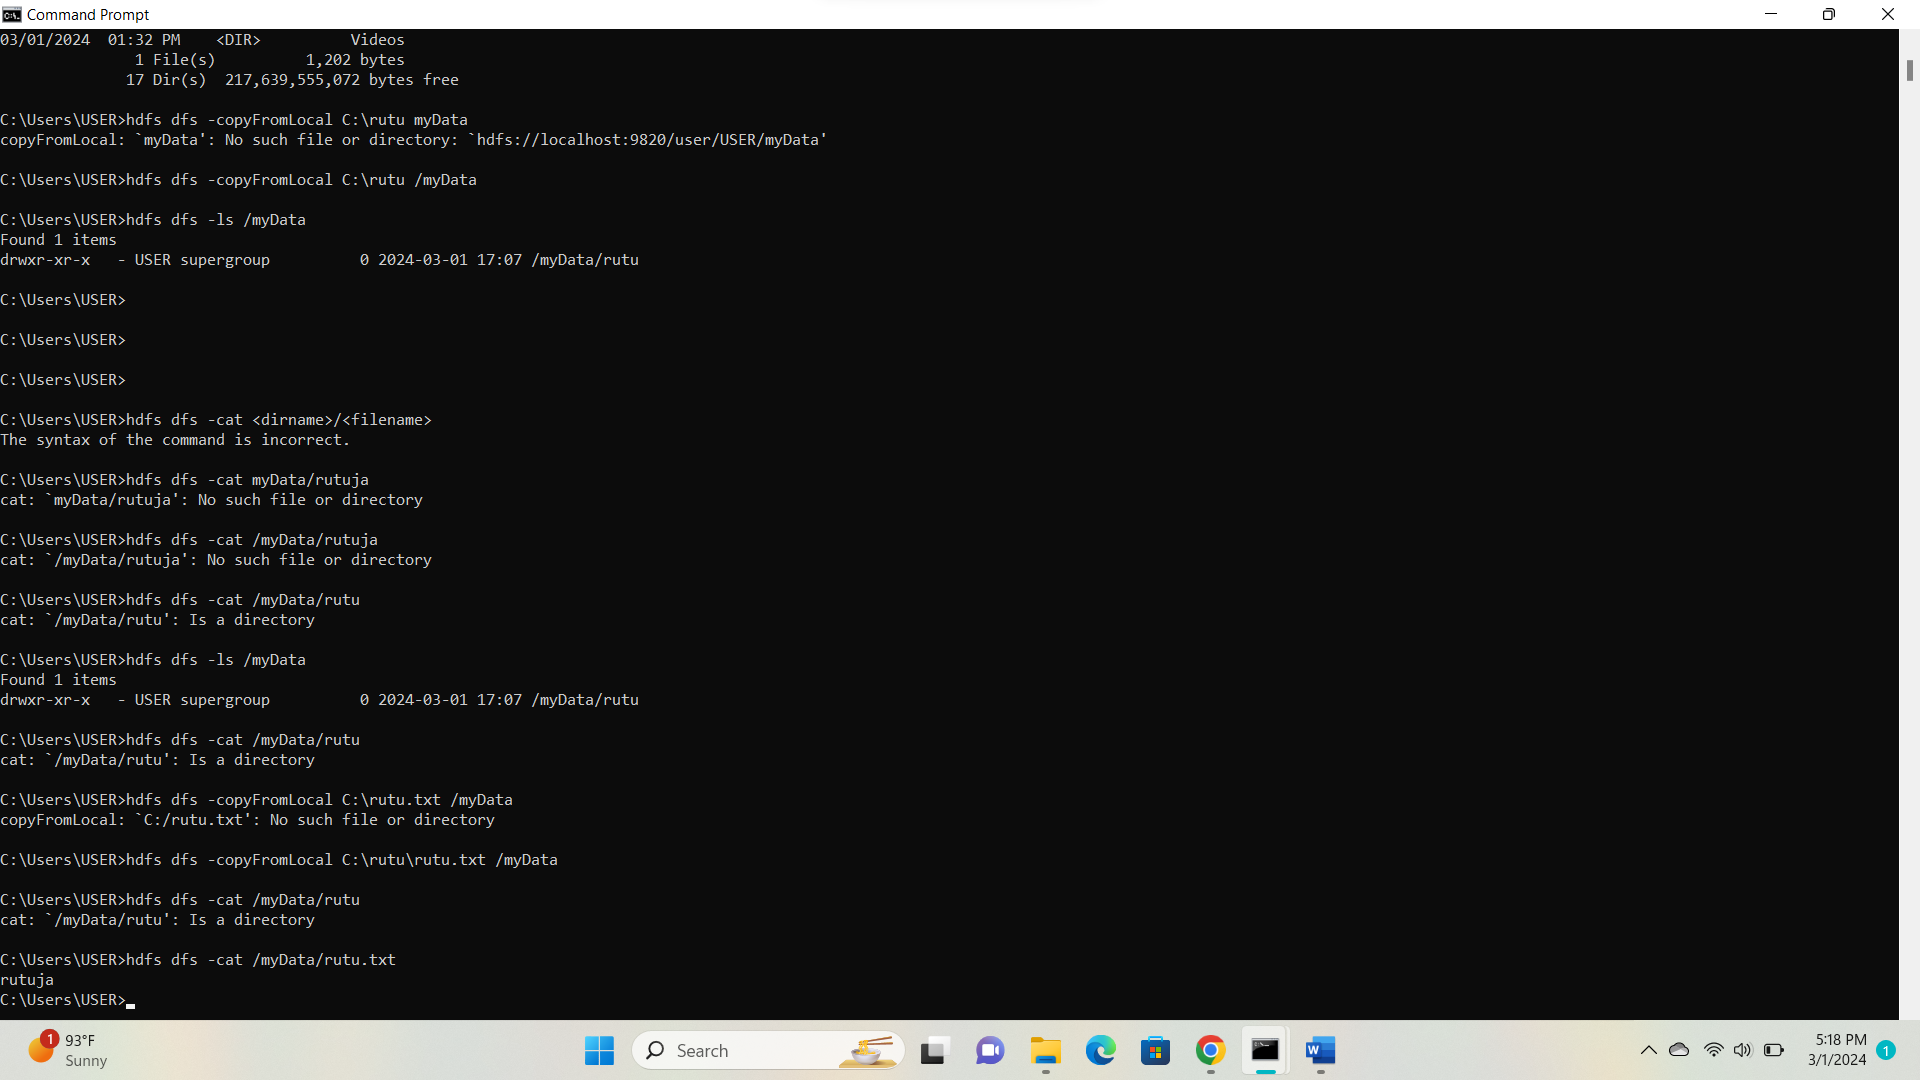 Command Prompt
03/01/2024  01:32 PM    <DIR>          Videos
               1 File(s)          1,202 bytes
              17 Dir(s)  217,639,555,072 bytes free
C:\Users\USER>hdfs dfs -copyFromLocal C:\rutu myData
copyFromLocal: `myData': No such file or directory: `hdfs://localhost:9820/user/USER/myData'
C:\Users\USER>hdfs dfs -copyFromLocal C:\rutu /myData
C:\Users\USER>hdfs dfs -ls /myData
Found 1 items
drwxr-xr-x   - USER supergroup          0 2024-03-01 17:07 /myData/rutu
C:\Users\USER>
C:\Users\USER>
C:\Users\USER>
C:\Users\USER>hdfs dfs -cat <dirname>/<filename>
The syntax of the command is incorrect.
C:\Users\USER>hdfs dfs -cat myData/rutuja
cat: `myData/rutuja': No such file or directory
C:\Users\USER>hdfs dfs -cat /myData/rutuja
cat: `/myData/rutuja': No such file or directory
C:\Users\USER>hdfs dfs -cat /myData/rutu
cat: `/myData/rutu': Is a directory
C:\Users\USER>hdfs dfs -ls /myData
Found 1 items
drwxr-xr-x   - USER supergroup          0 2024-03-01 17:07 /myData/rutu
C:\Users\USER>hdfs dfs -cat /myData/rutu
cat: `/myData/rutu': Is a directory
C:\Users\USER>hdfs dfs -copyFromLocal C:\rutu.txt /myData
copyFromLocal: `C:/rutu.txt': No such file or directory
C:\Users\USER>hdfs dfs -copyFromLocal C:\rutu\rutu.txt /myData
C:\Users\USER>hdfs dfs -cat /myData/rutu
cat: `/myData/rutu': Is a directory
C:\Users\USER>hdfs dfs -cat /myData/rutu.txt
rutuja
C:\Users\USER>
1
93°F
Sunny
Search
5:18 PM
3/1/2024
1